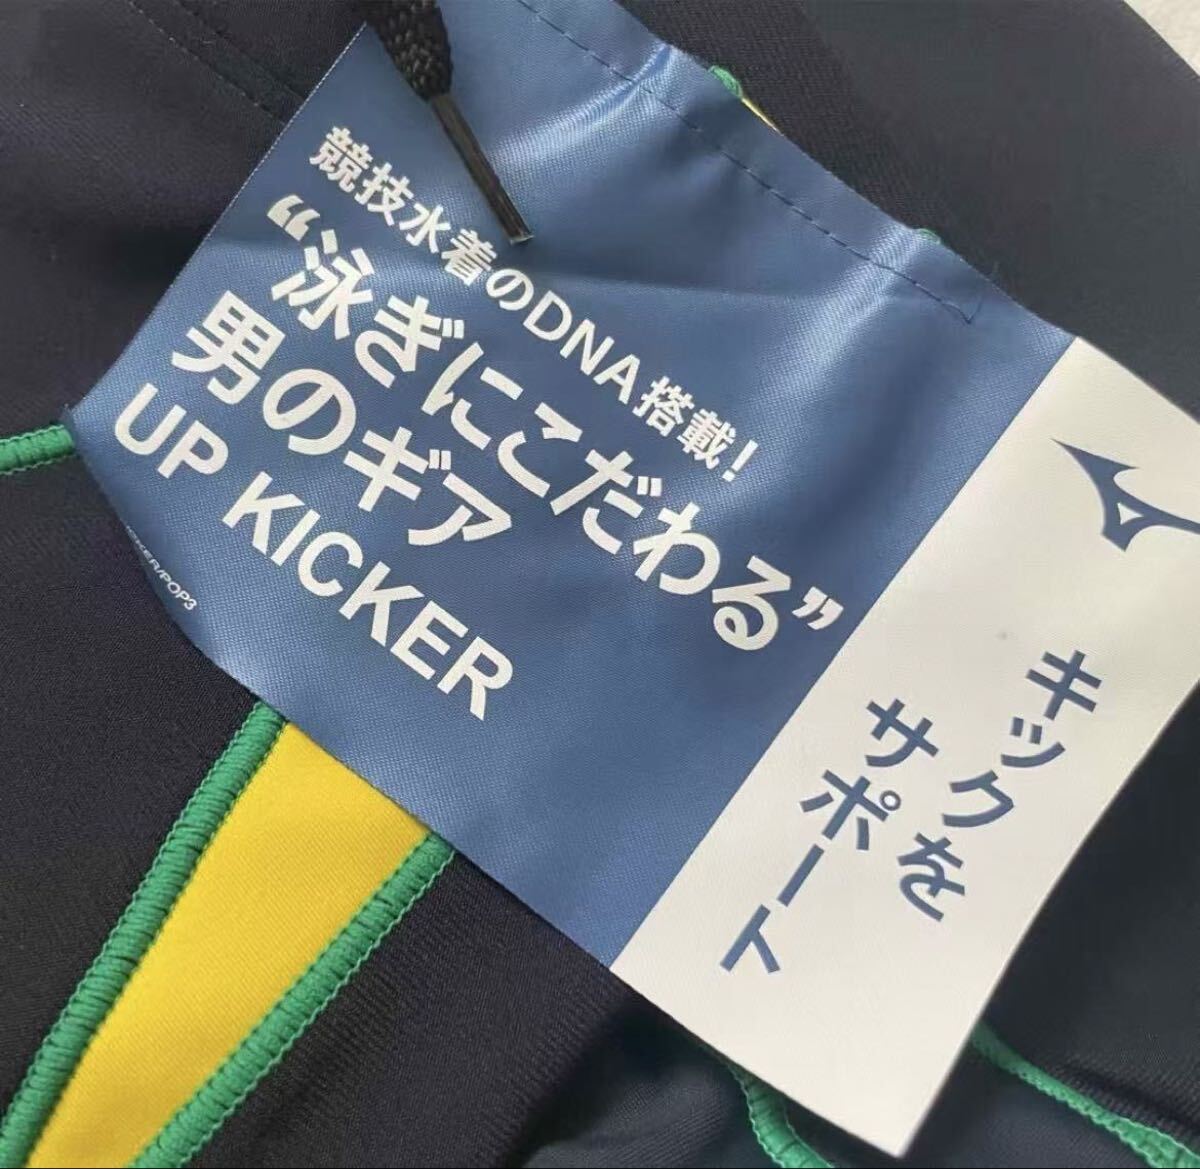 競技水着のDNA搭載!
“泳ぎにこだわる”
男のギア
UP KICKER
キックを
サポート